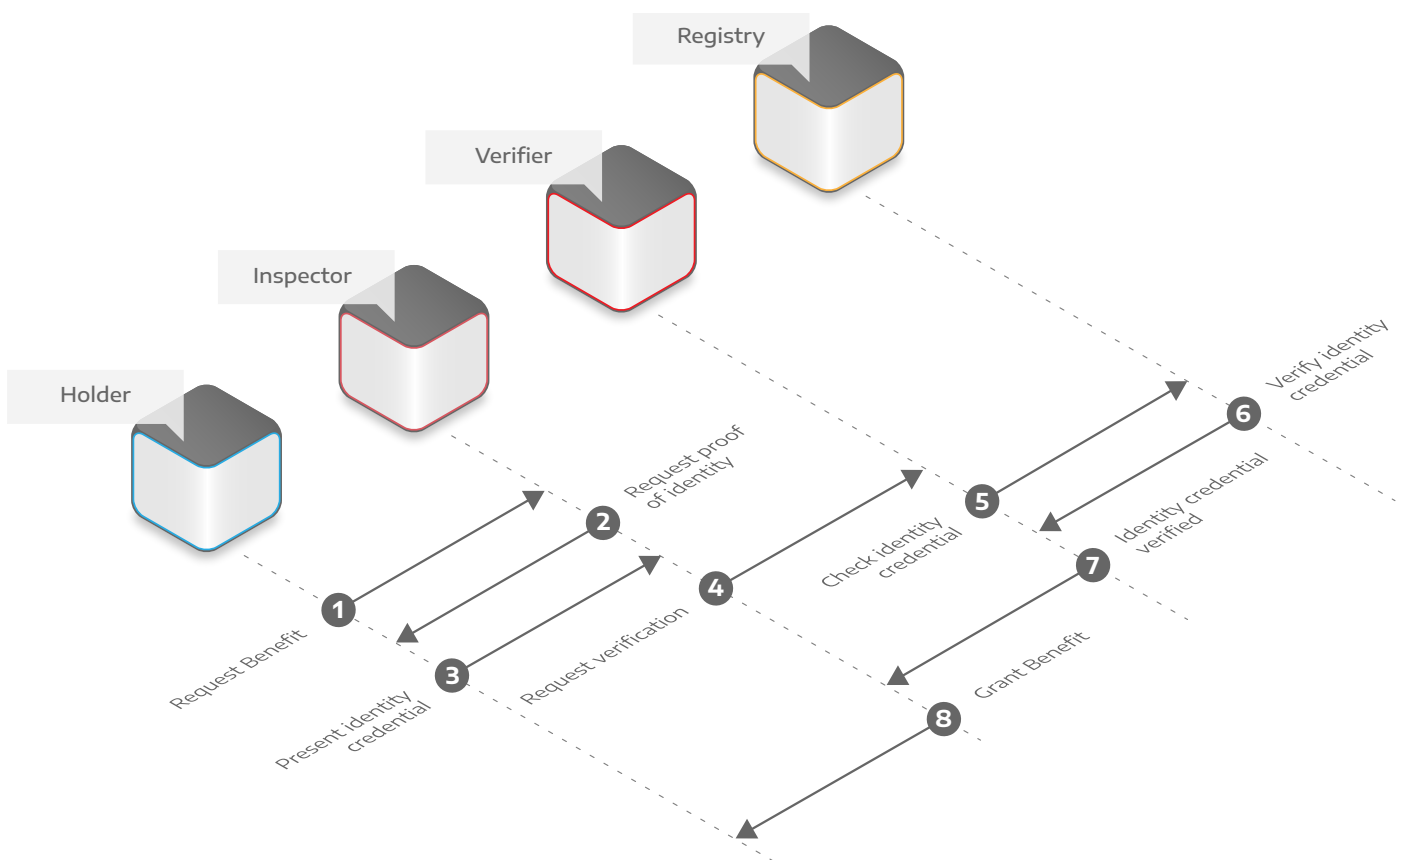 Registry
Verifier
Inspector
Holder
1
Request Benefit
2
Request proof
of identity
3
Present identity
credential
4
Request verification
5
Check identity
credential
6
Verify identity
credential
7
Identity credential
verified
8
Grant Benefit